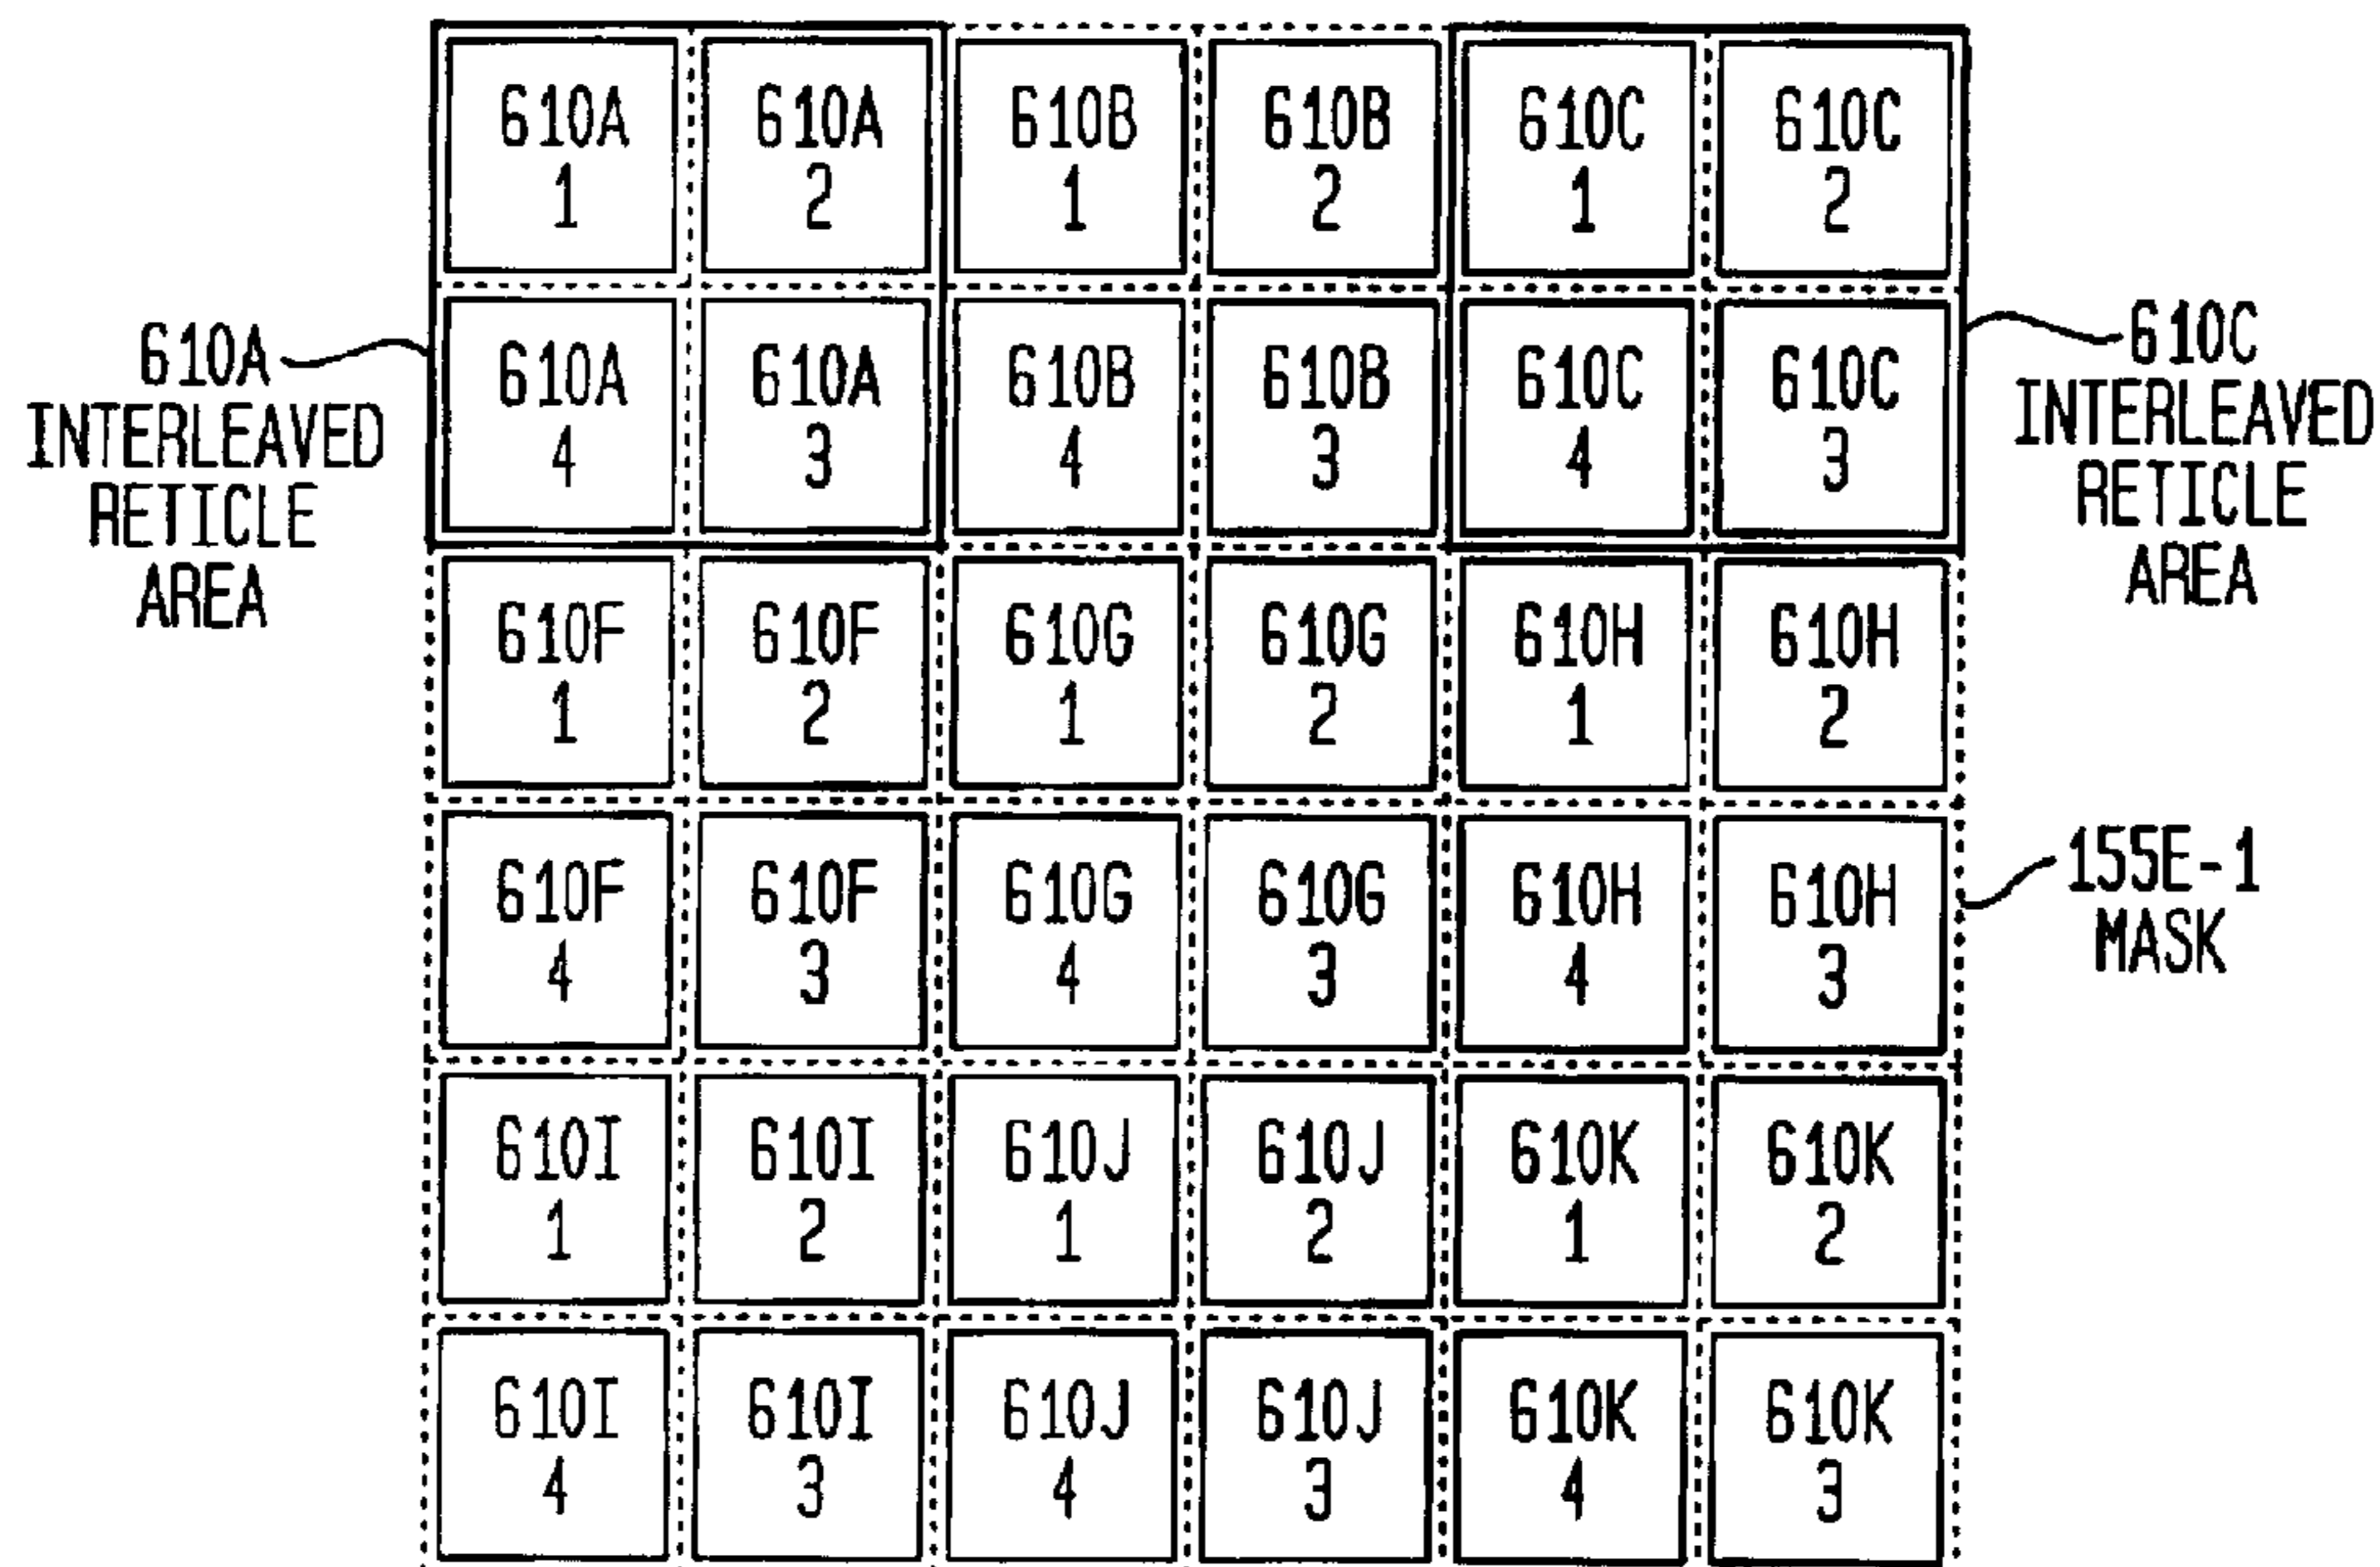 610A 610A 610B 610B 610C 610C
1 2 1 2 1 2
610A 610A 610B 610B 610C 610C
4 3 4 3 4 3
610A
INTERLEAVED
RETICLE
AREA
610C
INTERLEAVED
RETICLE
AREA
610F 610F 610G 610G 610H 610H
1 2 1 2 1 2
610F 610F 610G 610G 610H 610H
4 3 4 3 4 3
155E-1
MASK
610I 610I 610J 610J 610K 610K
1 2 1 2 1 2
610I 610I 610J 610J 610K 610K
4 3 4 3 4 3